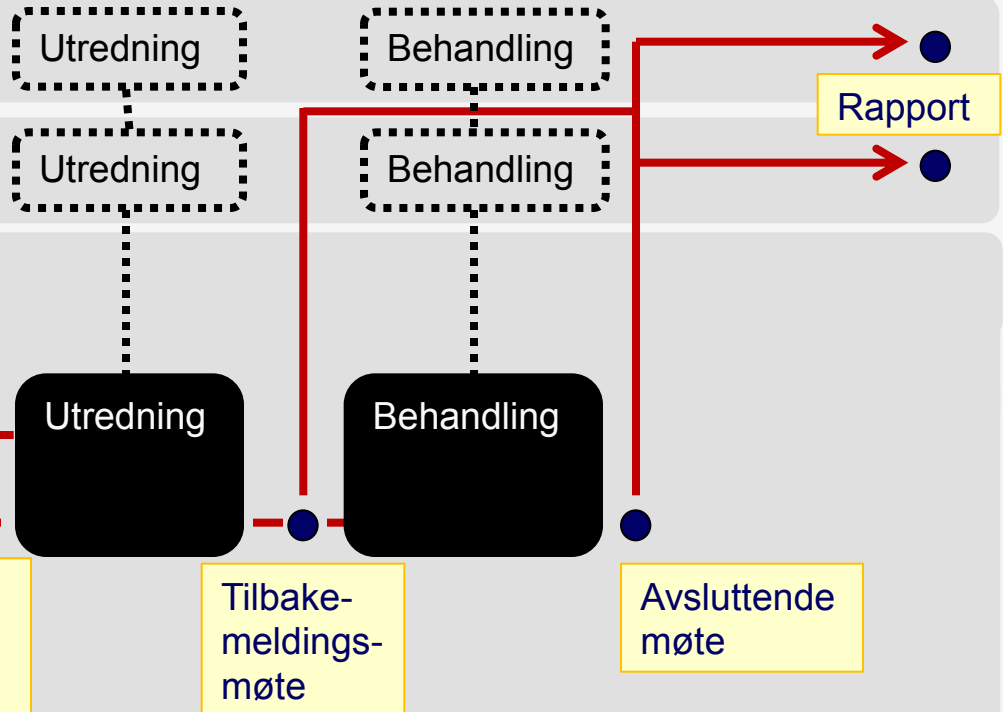 Utredning
Behandling
Rapport
Utredning
Behandling
Utredning
Behandling
Tilbake-
meldings-
møte
Avsluttende
møte